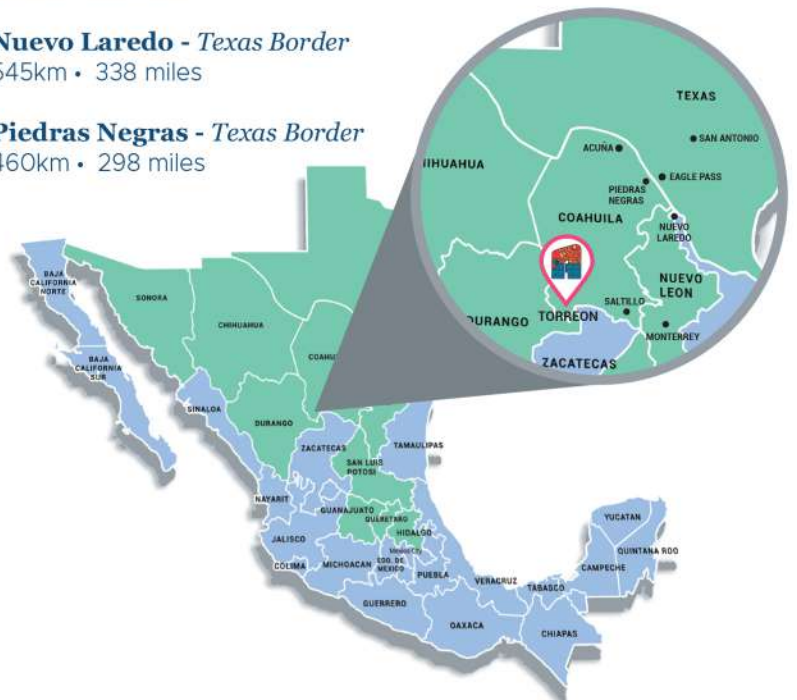 Nuevo Laredo - Texas Border
545km • 338 miles
Piedras Negras - Texas Border
460km • 298 miles
TEXAS
SAN ANTONIO
ACUÑA
HIHUAHUA
EAGLE PASS
PIEDRAS
NEGRAS
COAHUILA
NUEVO
LAREDO
NUEVO
LEON
SALTILLO
DURANGO
TORREON
MONTERREY
ZACATECAS
BAJA
CALIFORNIA
NORTE
SONORA
CHIHUAHUA
COAHU
BAJA
CALIFORNIA
SUR
SINALOA
DURANGO
ZACATECAS
TAMAULIPAS
SAN LUIS
POTOSI
NAYARIT
GUANAJUATO
QUERETARO
HIDALGO
JALISCO
Mexico City
COLIMA
MICHOACAN
EDO. DE
MEXICO
PUEBLA
VERACRUZ
TABASCO
YUCATAN
QUINTANA ROO
CAMPECHE
GUERRERO
OAXACA
CHIAPAS